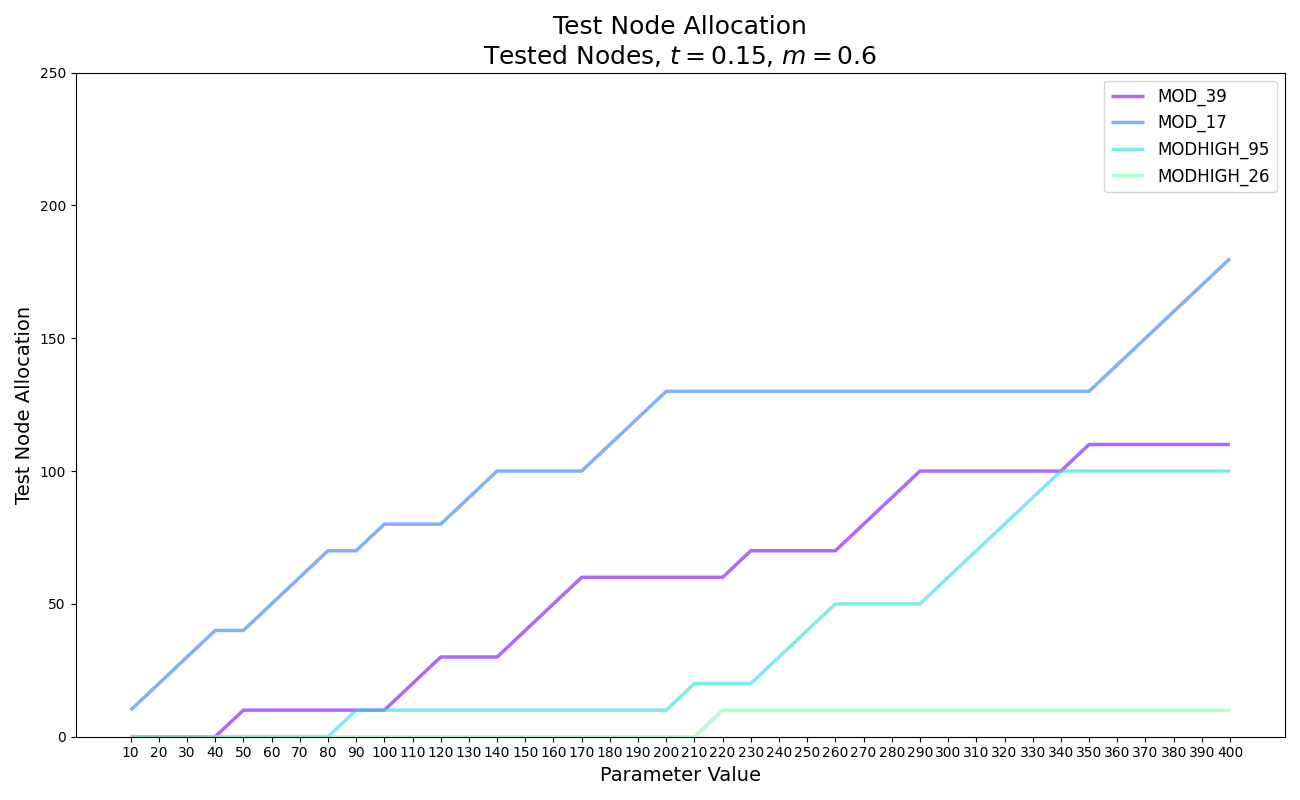 Test Node Allocation
Tested Nodes, t = 0.15, m = 0.6
250
200
150
100
50
0
Test Node Allocation
MOD_39
MOD_17
MODHIGH_95
MODHIGH_26
10 20 30 40 50 60 70 80 90 100 110 120 130 140 150 160 170 180 190 200 210 220 230 240 250 260 270 280 290 300 310 320 330 340 350 360 370 380 390 400
Parameter Value